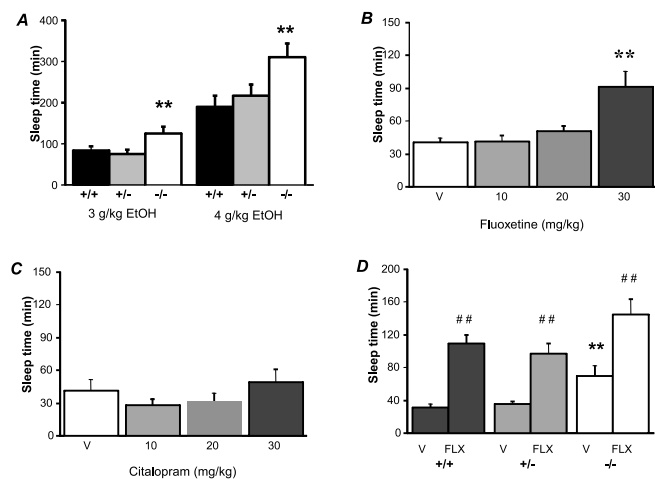 A
Sleep time (min)
400
300
200
100
0
**
**
+/+ +/- -/- +/+ +/- -/-
3 g/kg EtOH 4 g/kg EtOH
B
Sleep time (min)
150
120
90
60
30
0
**
V 10 20 30
Fluoxetine (mg/kg)
C
Sleep time (min)
150
120
90
60
30
0
V 10 20 30
Citalopram (mg/kg)
D
Sleep time (min)
200
160
120
80
40
0
##
##
**
##
V FLX V FLX V FLX
+/+ +/- -/-